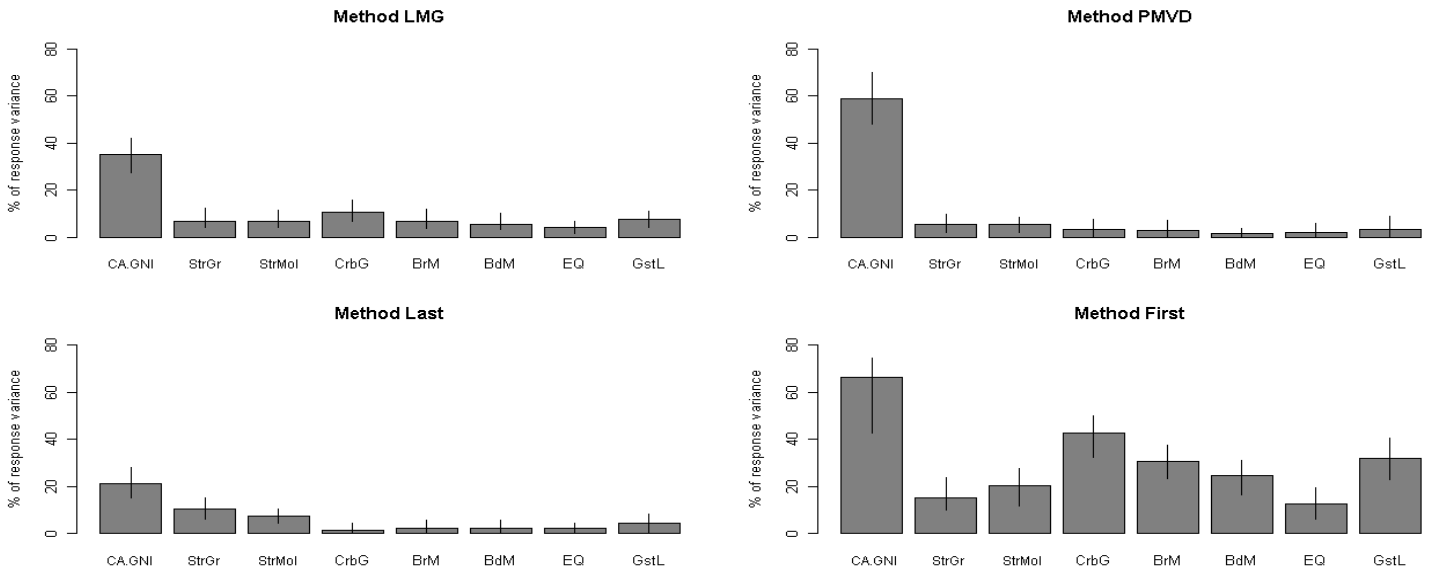 Method LMG
% of response variance
80
60
40
20
0
CA.GNI StrGr StrMol CrbG BrM BdM EQ GstL
Method PMVD
% of response variance
80
60
40
20
0
CA.GNI StrGr StrMol CrbG BrM BdM EQ GstL
Method Last
% of response variance
80
60
40
20
0
CA.GNI StrGr StrMol CrbG BrM BdM EQ GstL
Method First
% of response variance
80
60
40
20
0
CA.GNI StrGr StrMol CrbG BrM BdM EQ GstL